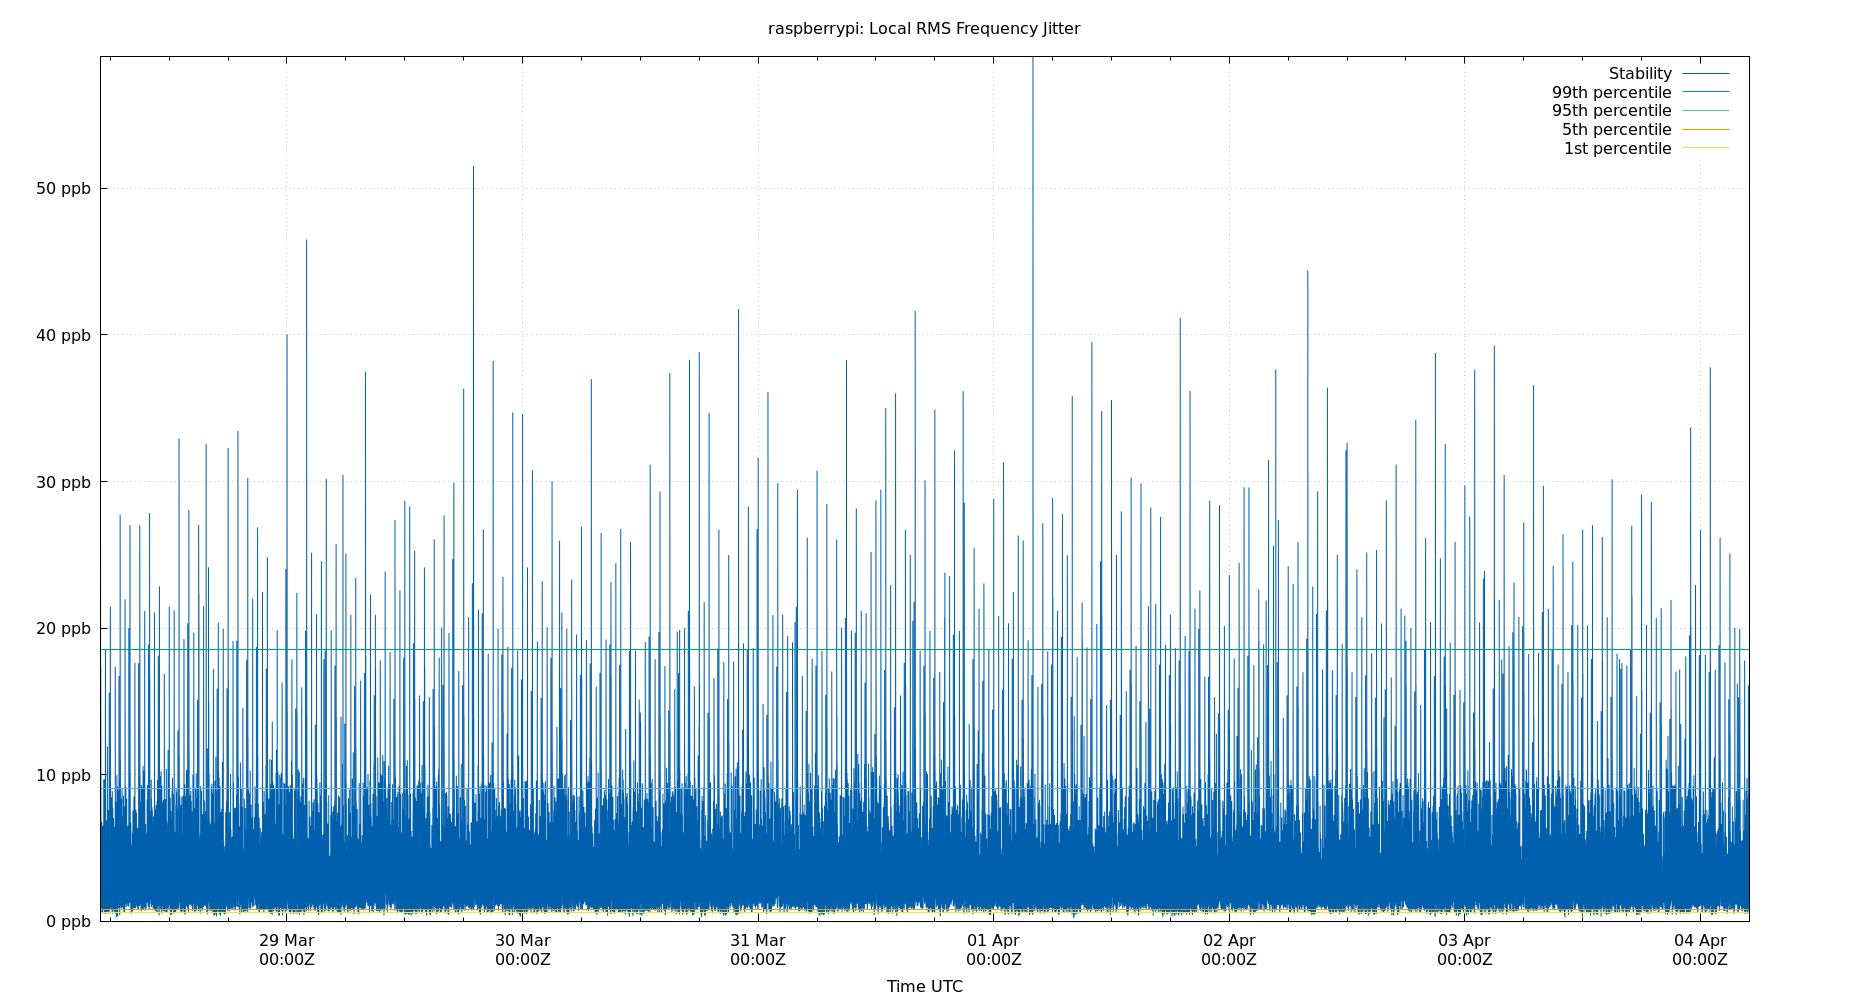 raspberrypi: Local RMS Frequency Jitter
Stability
99th percentile
95th percentile
5th percentile
1st percentile
50 ppb
40 ppb
30 ppb
20 ppb
10 ppb
0 ppb
29 Mar
00:00Z
30 Mar
00:00Z
31 Mar
00:00Z
01 Apr
00:00Z
02 Apr
00:00Z
03 Apr
00:00Z
04 Apr
00:00Z
Time UTC